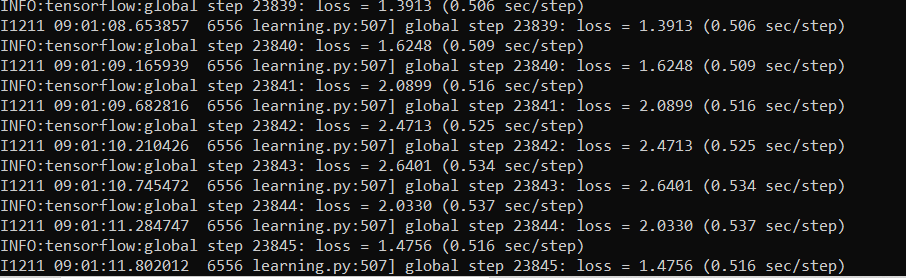 INFO:tensorflow:global step 23839: loss = 1.3913 (0.506 sec/step)
I1211 09:01:08.653857  6556 learning.py:507] global step 23839: loss = 1.3913 (0.506 sec/step)
INFO:tensorflow:global step 23840: loss = 1.6248 (0.509 sec/step)
I1211 09:01:09.165939  6556 learning.py:507] global step 23840: loss = 1.6248 (0.509 sec/step)
INFO:tensorflow:global step 23841: loss = 2.0899 (0.516 sec/step)
I1211 09:01:09.682816  6556 learning.py:507] global step 23841: loss = 2.0899 (0.516 sec/step)
INFO:tensorflow:global step 23842: loss = 2.4713 (0.525 sec/step)
I1211 09:01:10.210426  6556 learning.py:507] global step 23842: loss = 2.4713 (0.525 sec/step)
INFO:tensorflow:global step 23843: loss = 2.6401 (0.534 sec/step)
I1211 09:01:10.745472  6556 learning.py:507] global step 23843: loss = 2.6401 (0.534 sec/step)
INFO:tensorflow:global step 23844: loss = 2.0330 (0.537 sec/step)
I1211 09:01:11.284747  6556 learning.py:507] global step 23844: loss = 2.0330 (0.537 sec/step)
INFO:tensorflow:global step 23845: loss = 1.4756 (0.516 sec/step)
I1211 09:01:11.802012  6556 learning.py:507] global step 23845: loss = 1.4756 (0.516 sec/step)